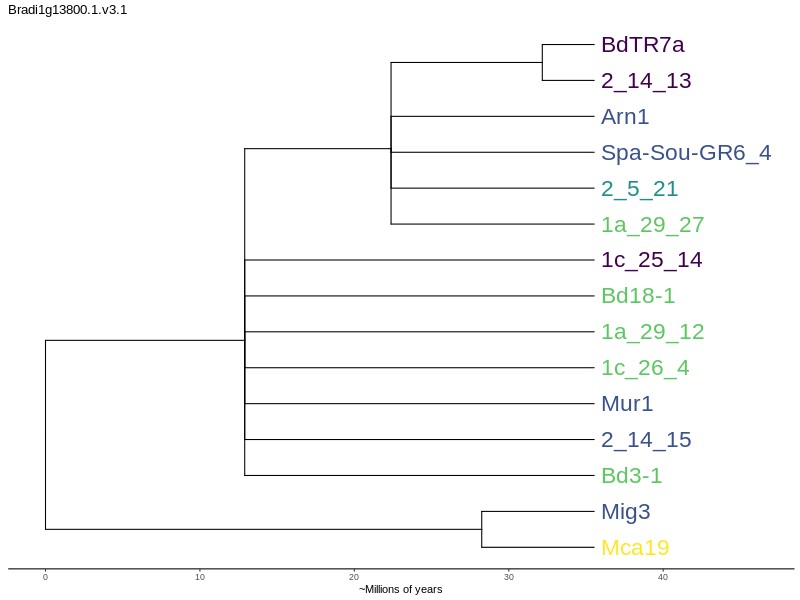 Bradi1g13800.1.v3.1
BdTR7a
2_14_13
Arn1
Spa-Sou-GR6_4
2_5_21
1a_29_27
1c_25_14
Bd18-1
1a_29_12
1c_26_4
Mur1
2_14_15
Bd3-1
Mig3
Mca19
0 10 20 30 40
~Millions of years